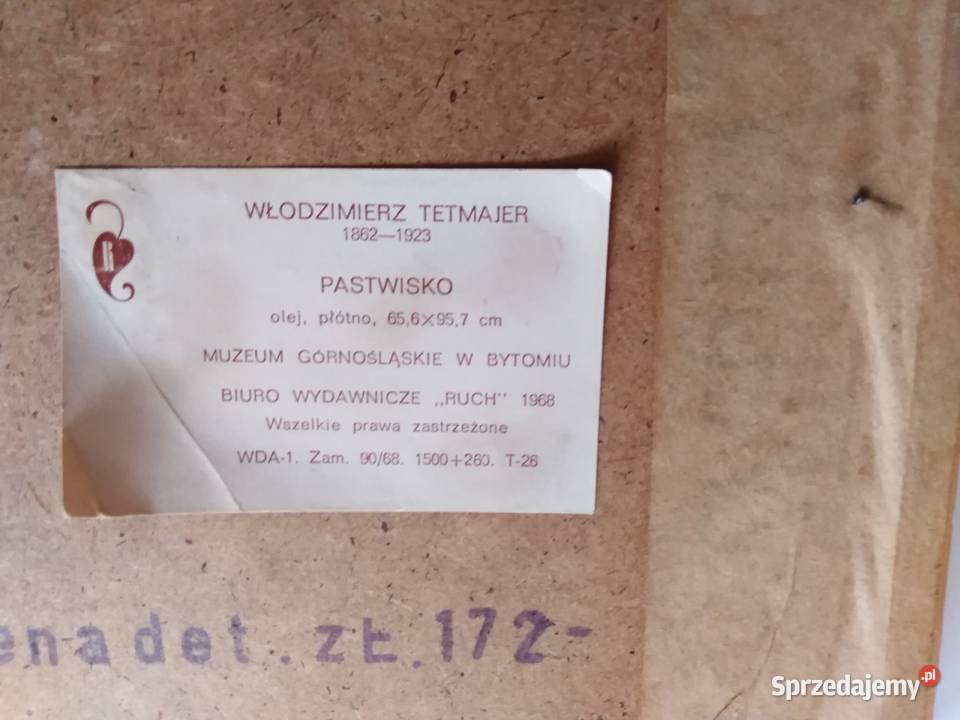 R
WŁODZIMIERZ TETMAJER
1862—1923
PASTWISKO
olej, płótno, 65,6×95,7 cm
MUZEUM GÓRNOŚLĄSKIE W BYTOMIU
BIURO WYDAWNICZE „RUCH" 1968
Wszelkie prawa zastrzeżone
WDA-1. Zam. 90/68. 1500+260. T-26
enadet. zŁ. 172-
Sprzedajemy.pl